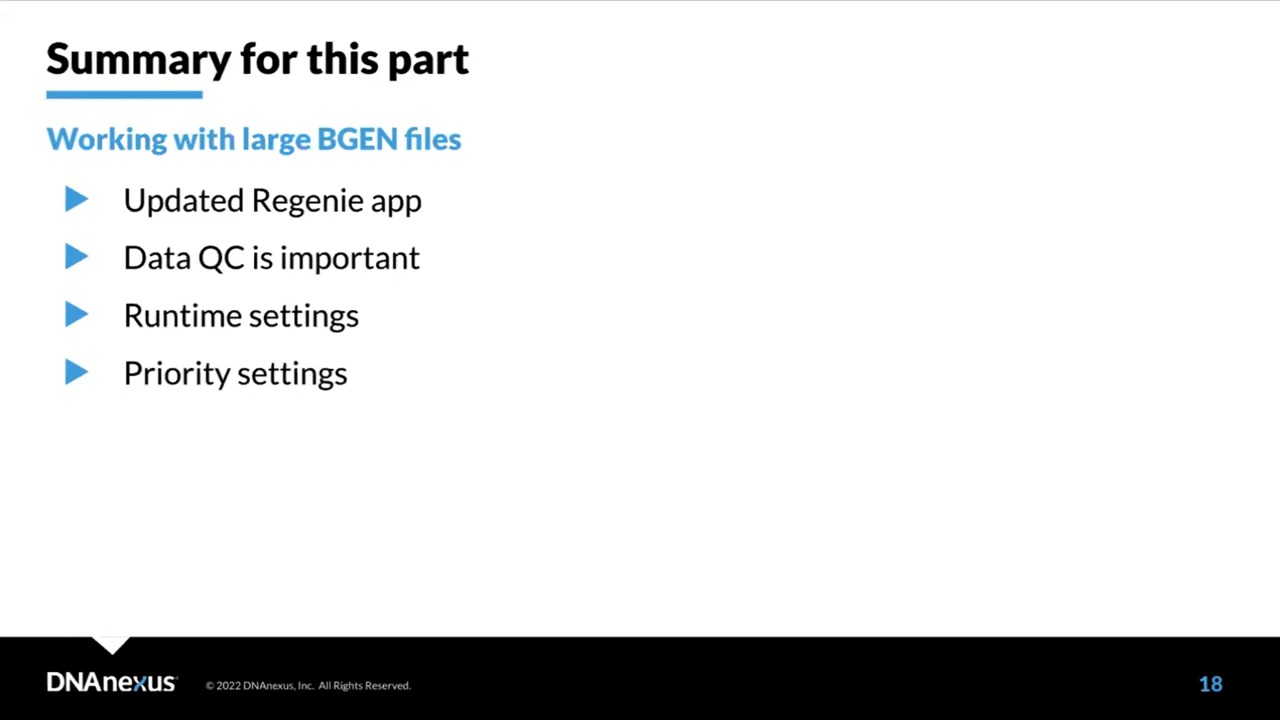 Summary for this part
Working with large BGEN files
Updated Regenie app
Data QC is important
Runtime settings
Priority settings
DNAnexus
© 2022 DNAnexus, Inc. All Rights Reserved.
18